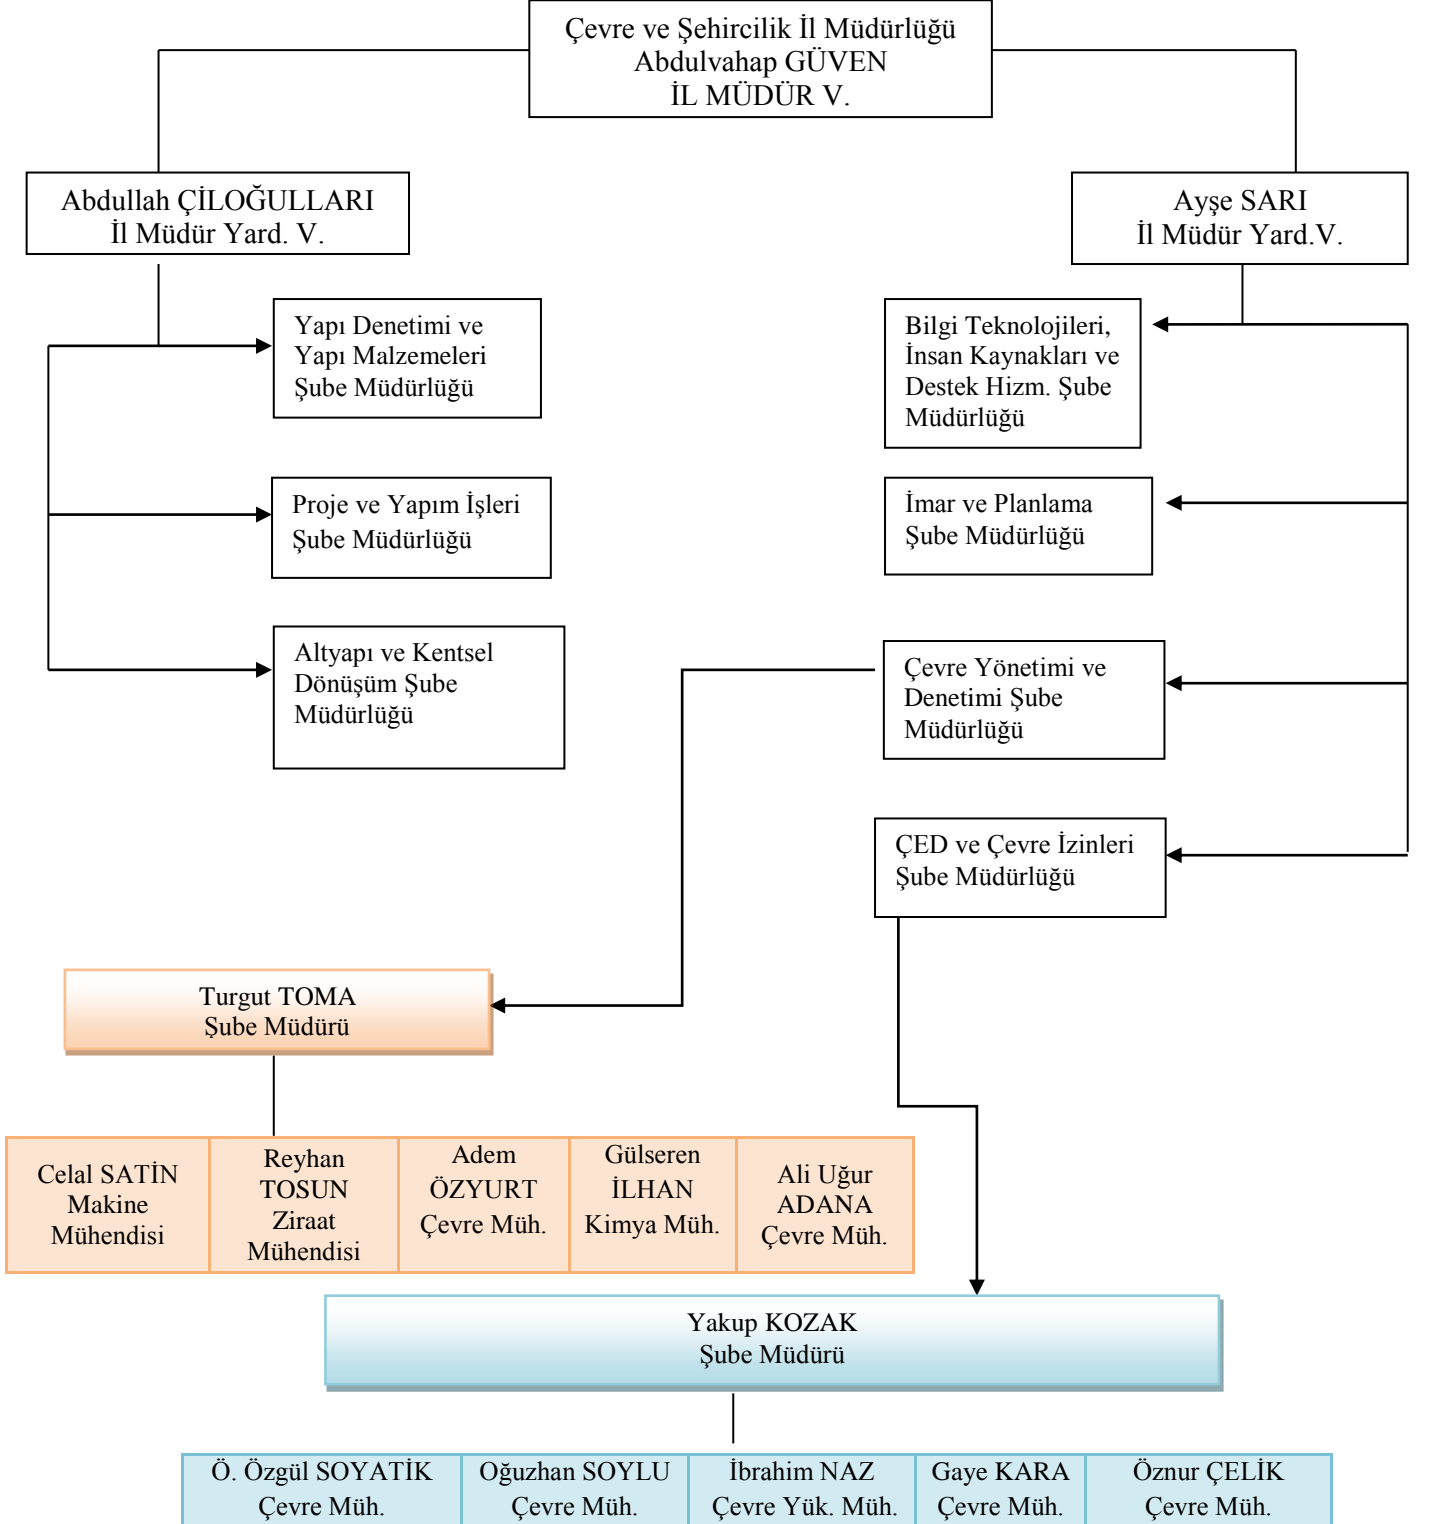 Çevre ve Şehircilik İl Müdürlüğü
Abdulvahap GÜVEN
İL MÜDÜR V.
Abdullah ÇİLOĞULLARI
İl Müdür Yard. V.
Ayşe SARI
İl Müdür Yard.V.
Yapı Denetimi ve
Yapı Malzemeleri
Şube Müdürlüğü
Bilgi Teknolojileri,
İnsan Kaynakları ve
Destek Hizm. Şube
Müdürlüğü
Proje ve Yapım İşleri
Şube Müdürlüğü
İmar ve Planlama
Şube Müdürlüğü
Altyapı ve Kentsel
Dönüşüm Şube
Müdürlüğü
Çevre Yönetimi ve
Denetimi Şube
Müdürlüğü
ÇED ve Çevre İzinleri
Şube Müdürlüğü
Turgut TOMA
Şube Müdürü
Celal SATİN
Makine
Mühendisi
Reyhan
TOSUN
Ziraat
Mühendisi
Adem
ÖZYURT
Çevre Müh.
Gülseren
İLHAN
Kimya Müh.
Ali Uğur
ADANA
Çevre Müh.
Yakup KOZAK
Şube Müdürü
Ö. Özgül SOYATİK
Çevre Müh.
Oğuzhan SOYLU
Çevre Müh.
İbrahim NAZ
Çevre Yük. Müh.
Gaye KARA
Çevre Müh.
Öznur ÇELİK
Çevre Müh.